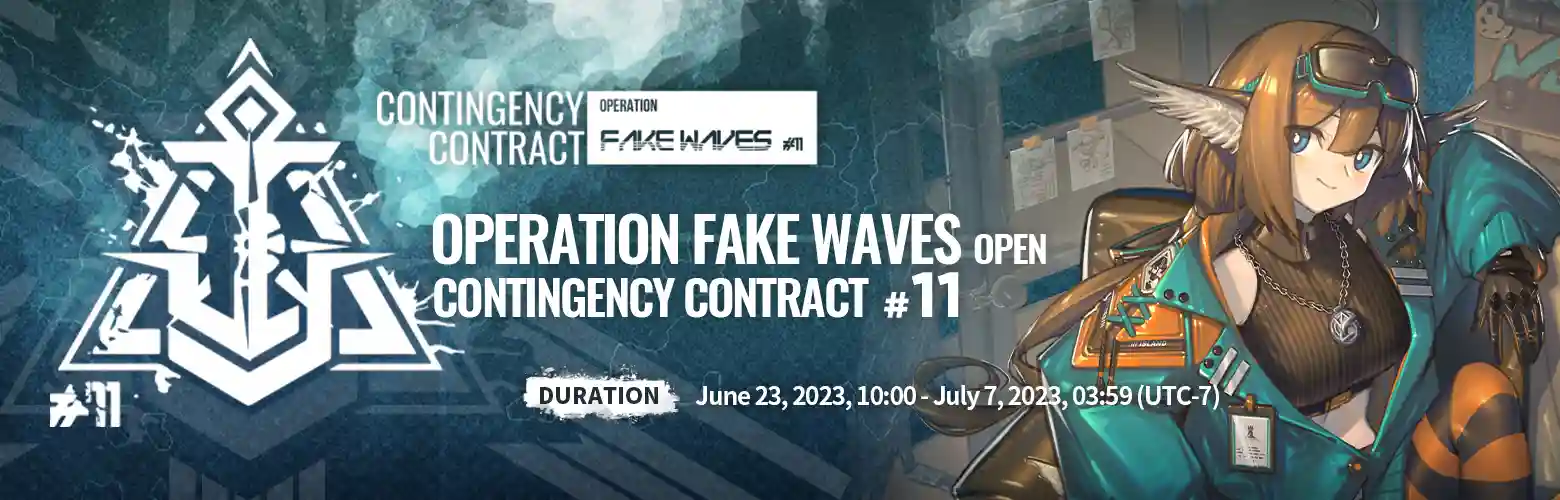 CONTINGENCY
CONTRACT
OPERATION
FAKE WAVES #11
OPERATION FAKE WAVES OPEN
CONTINGENCY CONTRACT #11
DURATION June 23, 2023, 10:00 - July 7, 2023, 03:59 (UTC-7)
#11
ISLAND